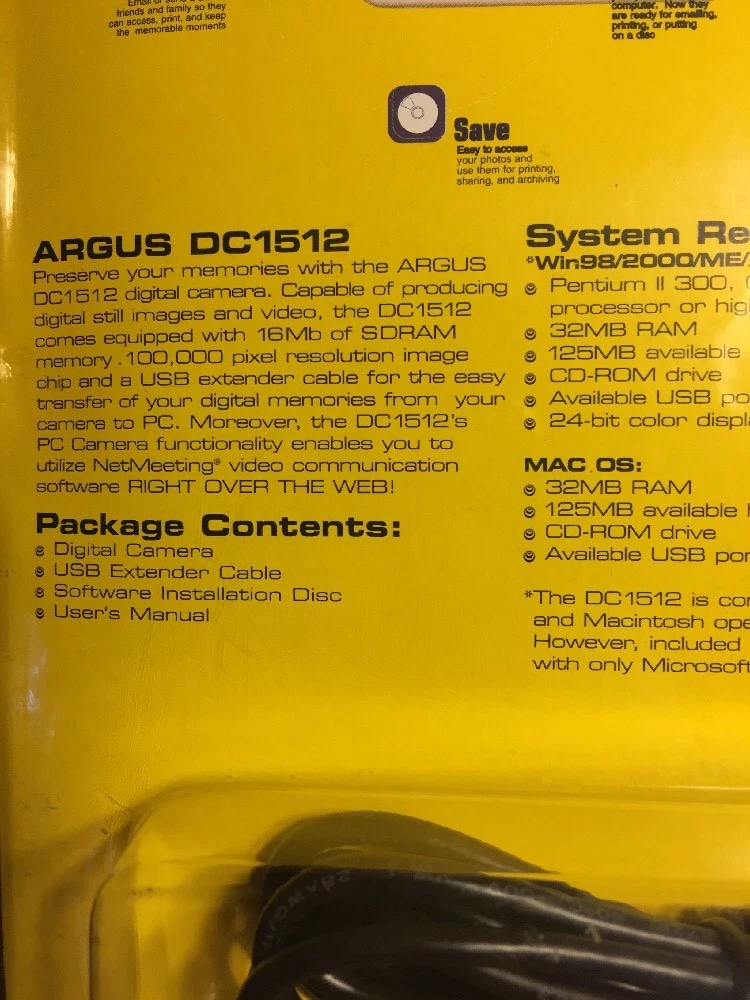 friends and family so they
can access, print, and keep
the memorable moments
computer. Now they
are ready for emailing,
printing, or putting
on a disc
Save
Easy to access
your photos and
use them for printing,
sharing, and archiving
ARGUS DC1512
Preserve your memories with the ARGUS
DC1512 digital camera. Capable of producing
digital still images and video, the DC1512
comes equipped with 16Mb of SDRAM
memory .100,000 pixel resolution image
chip and a USB extender cable for the easy
transfer of your digital memories from your
camera to PC. Moreover, the DC1512's
PC Camera functionality enables you to
utilize NetMeeting® video communication
software RIGHT OVER THE WEB!
Package Contents:
Digital Camera
USB Extender Cable
Software Installation Disc
User's Manual
System Re
*Win98/2000/ME/
Pentium II 300,
processor or hig
32MB RAM
125MB available
CD-ROM drive
Available USB po
24-bit color displa
MAC OS:
32MB RAM
125MB available
CD-ROM drive
Available USB por
*The DC1512 is co
and Macintosh ope
However, included
with only Microsoft